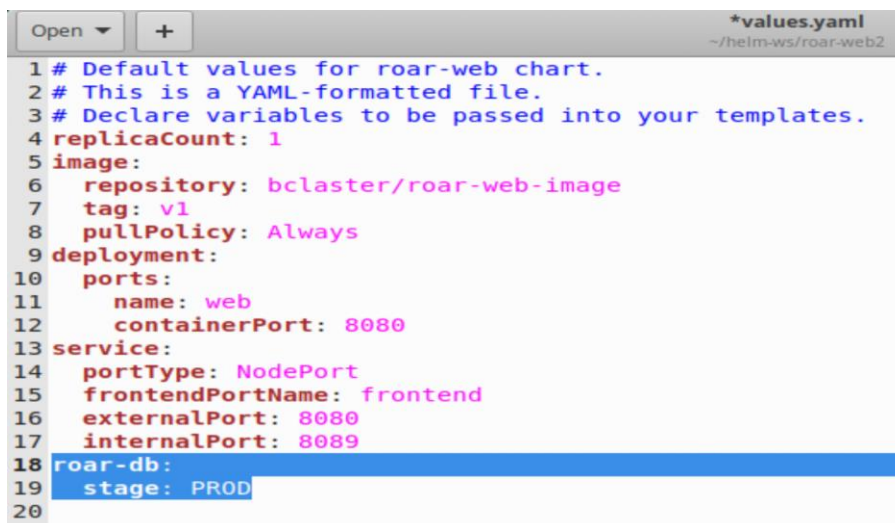 Open
+
*values.yaml
~/helm-ws/roar-web2
1 # Default values for roar-web chart.
2 # This is a YAML-formatted file.
3 # Declare variables to be passed into your templates.
4 replicaCount: 1
5 image:
6   repository: bclaster/roar-web-image
7   tag: v1
8   pullPolicy: Always
9 deployment:
10   ports:
11     name: web
12     containerPort: 8080
13 service:
14   portType: NodePort
15   frontendPortName: frontend
16   externalPort: 8080
17   internalPort: 8089
18 roar-db:
19   stage: PROD
20